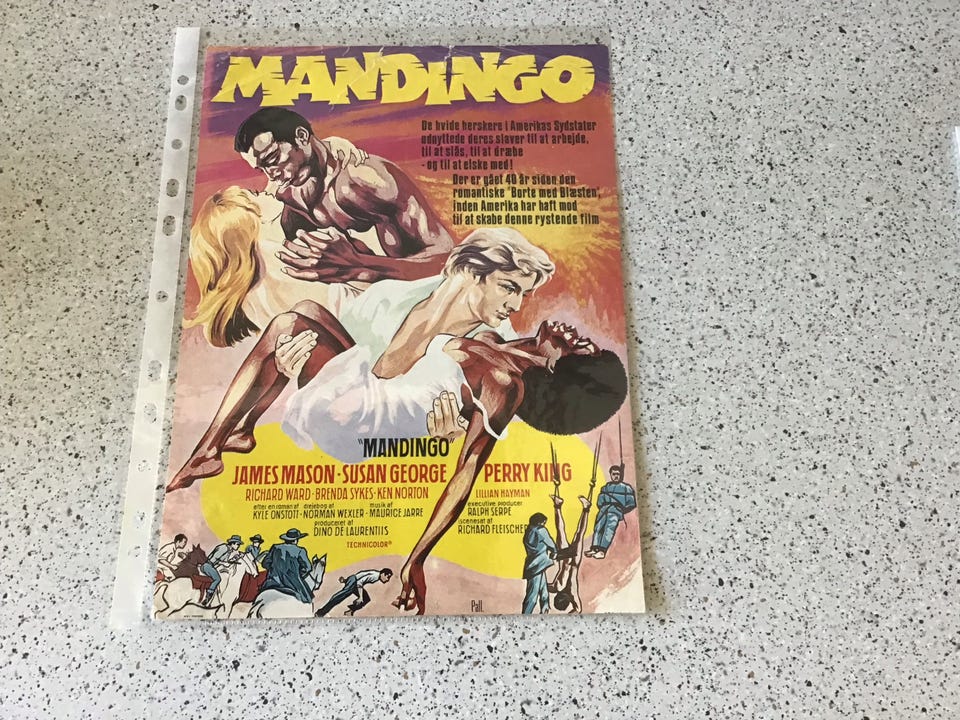 MANDINGO
De hvide herskere i Amerikas Sydstater
udnyttede deres slaver til at arbejde,
til at slås, til at dræbe
- og til at elske med!
Der er gået 40 år siden den
romantiske "Borte med Blæsten",
inden Amerika har haft mod
til at skabe denne rystende film
"MANDINGO"
JAMES MASON · SUSAN GEORGE PERRY KING
RICHARD WARD · BRENDA SYKES · KEN NORTON LILLIAN HAYMAN
efter en roman af drejebog af musik af executive producer
KYLE ONSTOTT · NORMAN WEXLER · MAURICE JARRE RALPH SERPE
produceret af iscenesat af
DINO DE LAURENTIIS RICHARD FLEISCHER
TECHNICOLOR®
Pall.